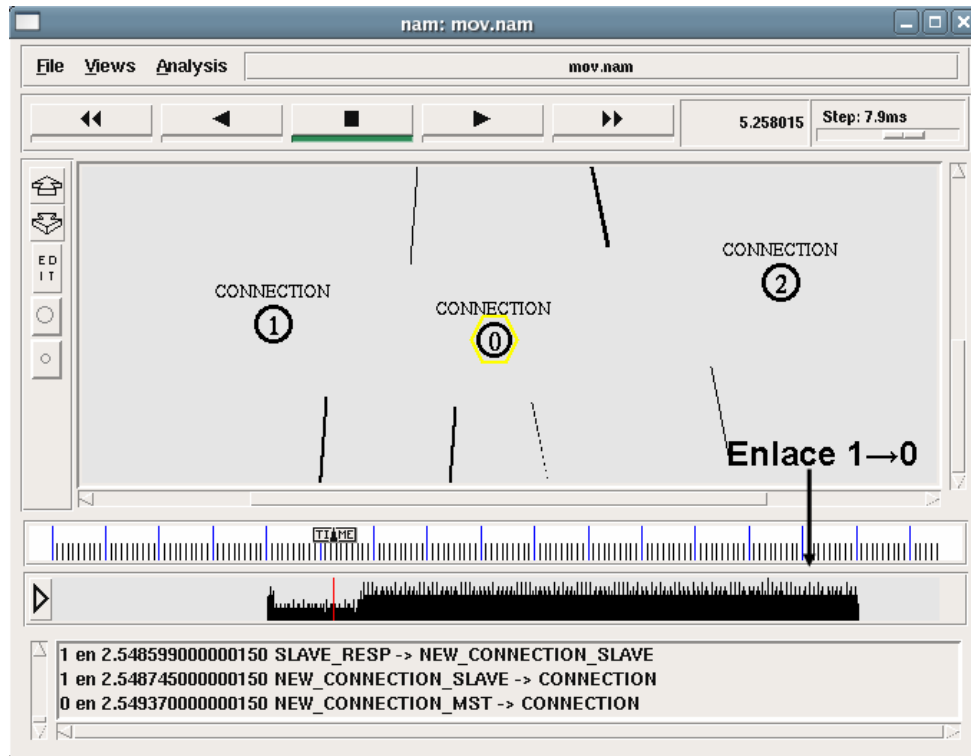 nam: mov.nam
File Views Analysis mov.nam
5.258015 Step: 7.9ms
ED
IT
CONNECTION
2
CONNECTION
1
CONNECTION
0
Enlace 1→0
TIME
1 en 2.548599000000150 SLAVE_RESP -> NEW_CONNECTION_SLAVE
1 en 2.548745000000150 NEW_CONNECTION_SLAVE -> CONNECTION
0 en 2.549370000000150 NEW_CONNECTION_MST -> CONNECTION